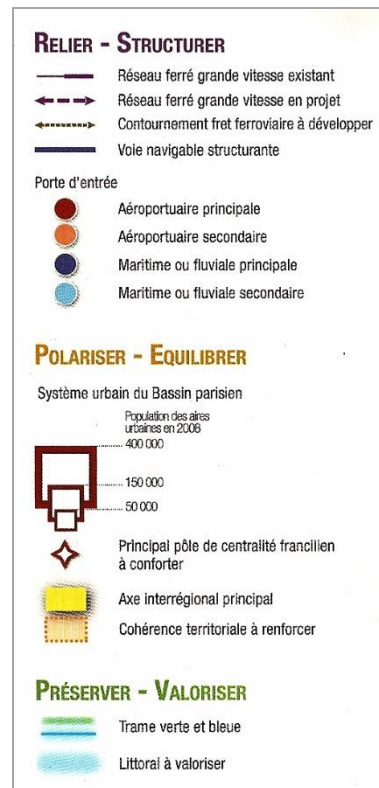 RELIER - STRUCTURER
Réseau ferré grande vitesse existant
Réseau ferré grande vitesse en projet
Contournement fret ferroviaire à développer
Voie navigable structurante
Porte d'entrée
Aéroportuaire principale
Aéroportuaire secondaire
Maritime ou fluviale principale
Maritime ou fluviale secondaire
POLARISER - EQUILIBRER
Système urbain du Bassin parisien
Population des aires
urbaines en 2006
400 000
150 000
50 000
Principal pôle de centralité francilien
à conforter
Axe interrégional principal
Cohérence territoriale à renforcer
PRÉSERVER - VALORISER
Trame verte et bleue
Littoral à valoriser